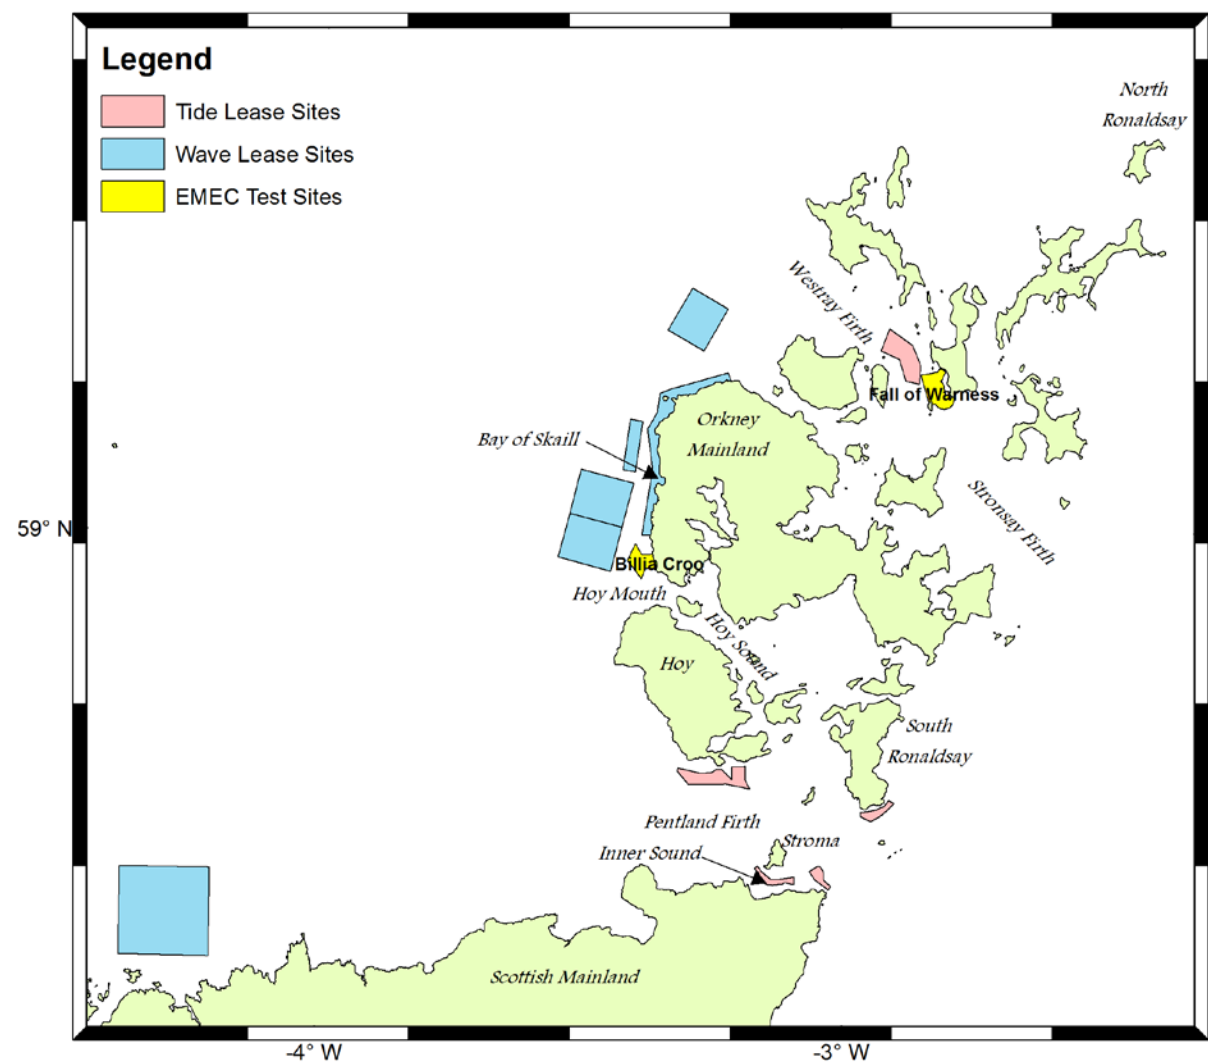 Legend
Tide Lease Sites
Wave Lease Sites
EMEC Test Sites
North
Ronaldsay
Westray Firth
Fall of Warness
Orkney
Mainland
Bay of Skaill
Stronsay Firth
59° N
Billia Croo
Hoy Mouth
Hoy Sound
Hoy
South
Ronaldsay
Pentland Firth
Stroma
Inner Sound
Scottish Mainland
-4° W
-3° W